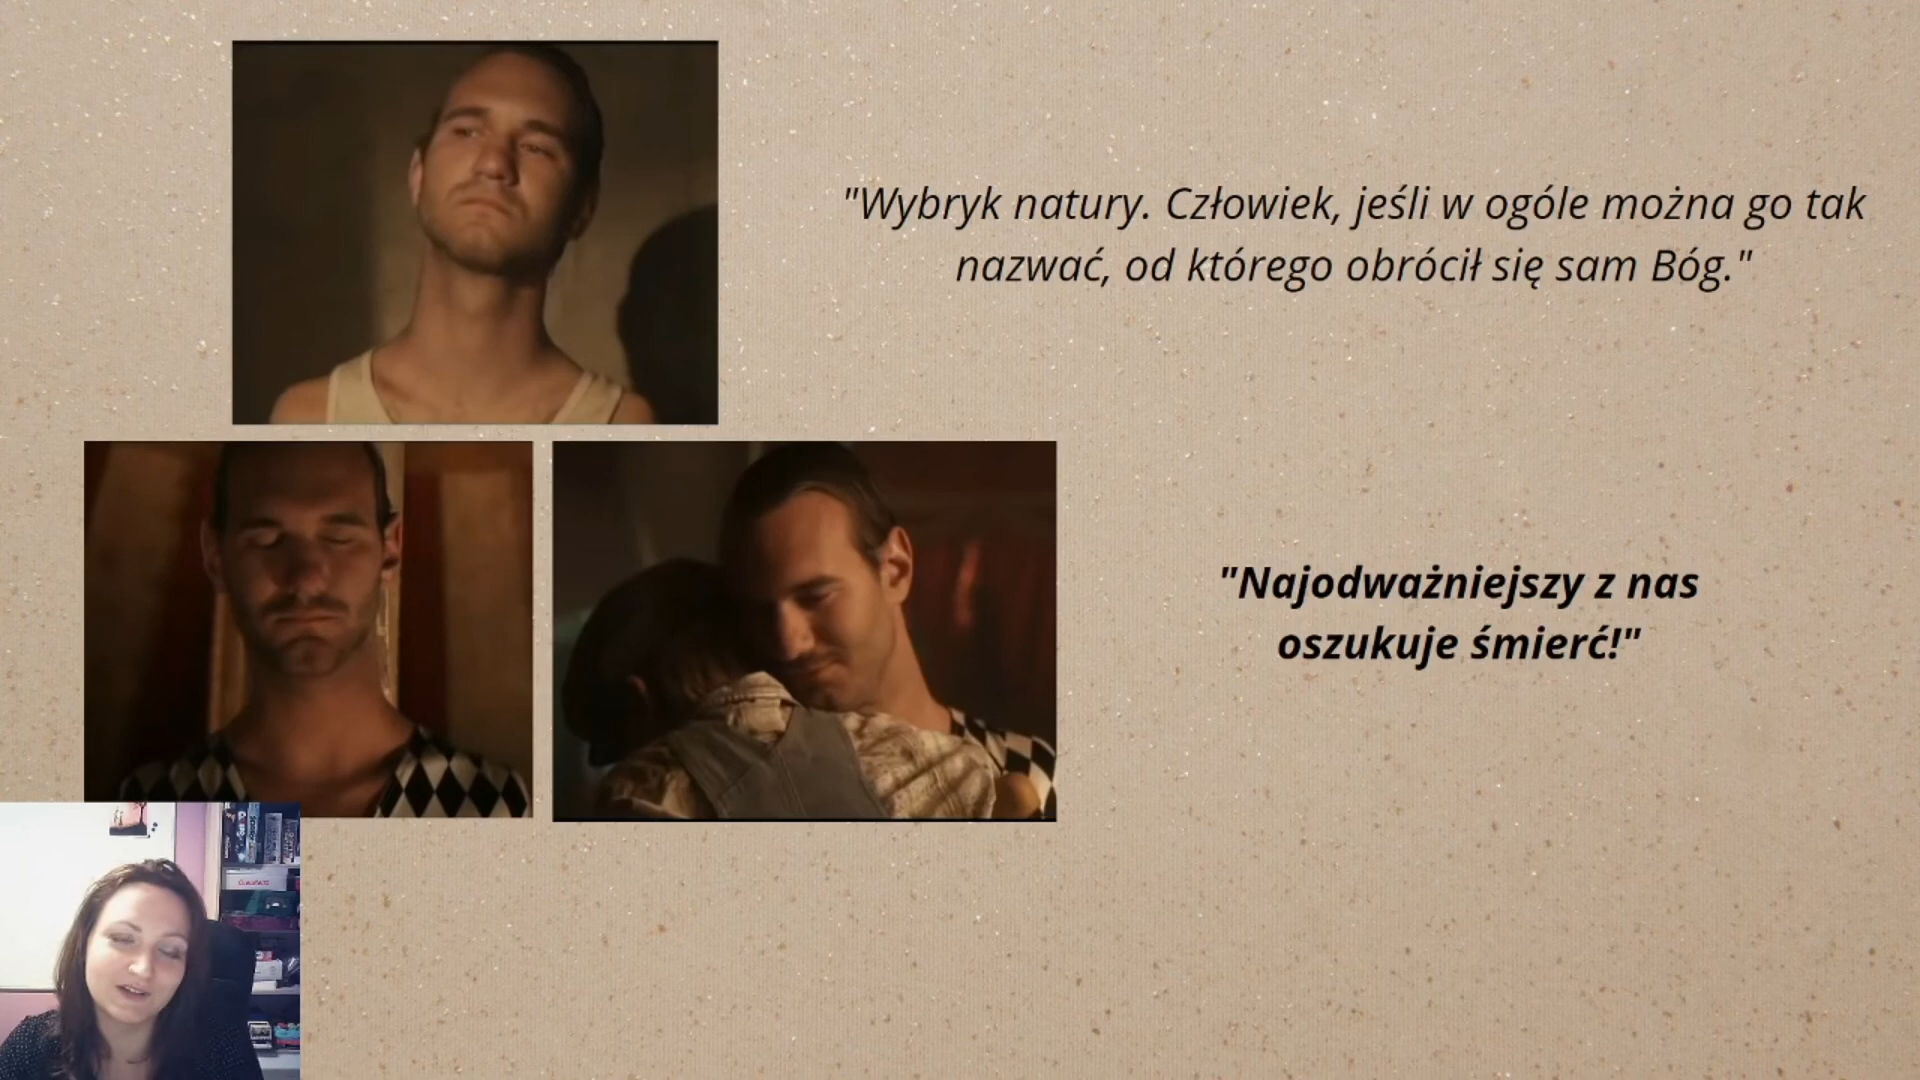 "Wybryk natury. Człowiek, jeśli w ogóle można go tak
nazwać, od którego obrócił się sam Bóg."
"Najodważniejszy z nas
oszukuje śmierć!"